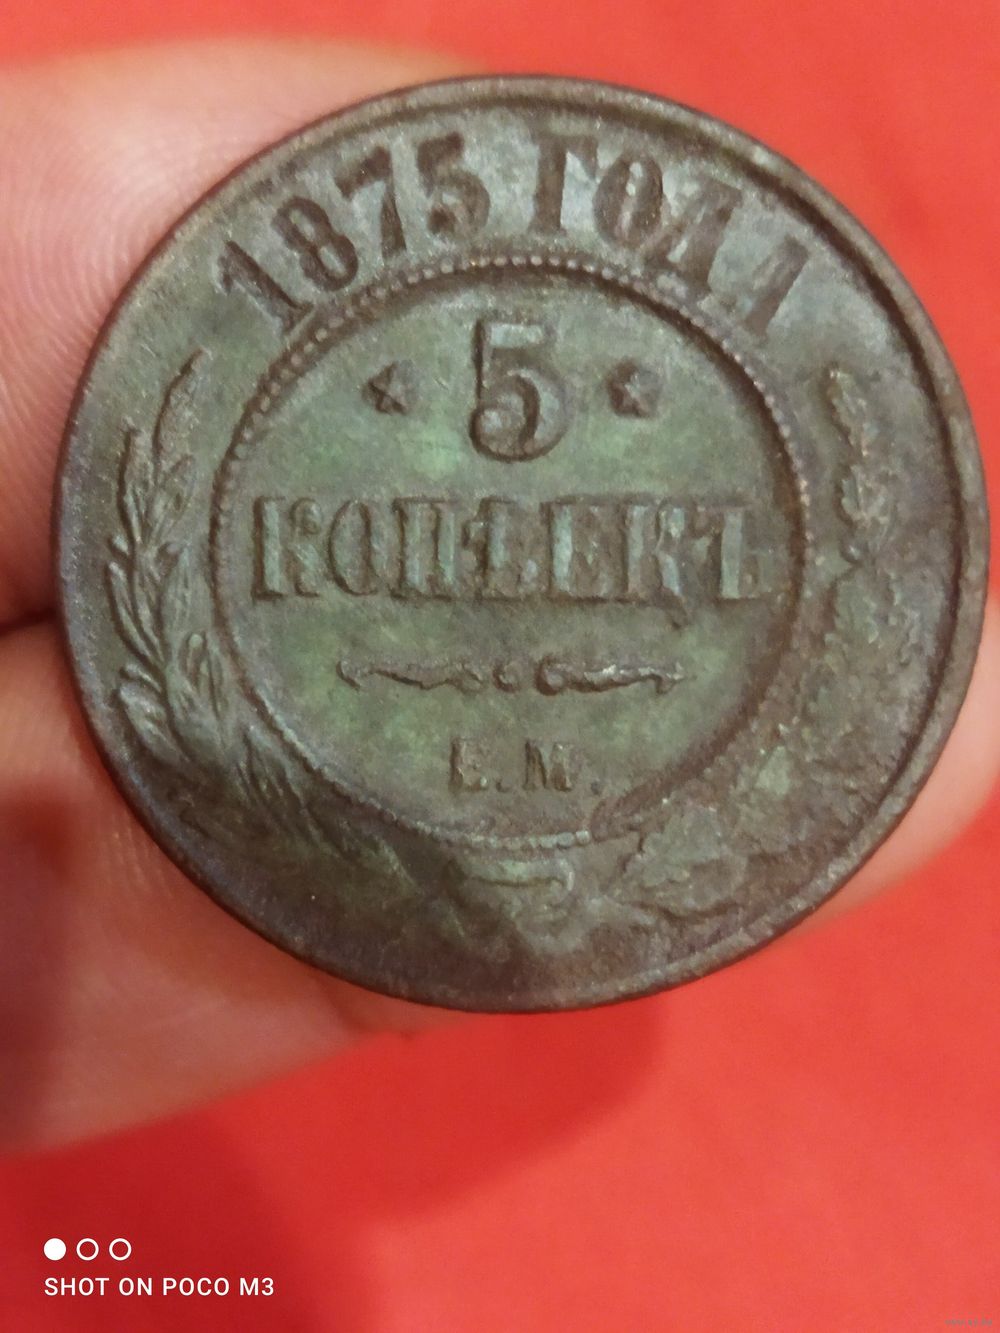 1875 ГОДА
* 5 *
КОПѢЕКЪ
Е.М.
SHOT ON POCO M3